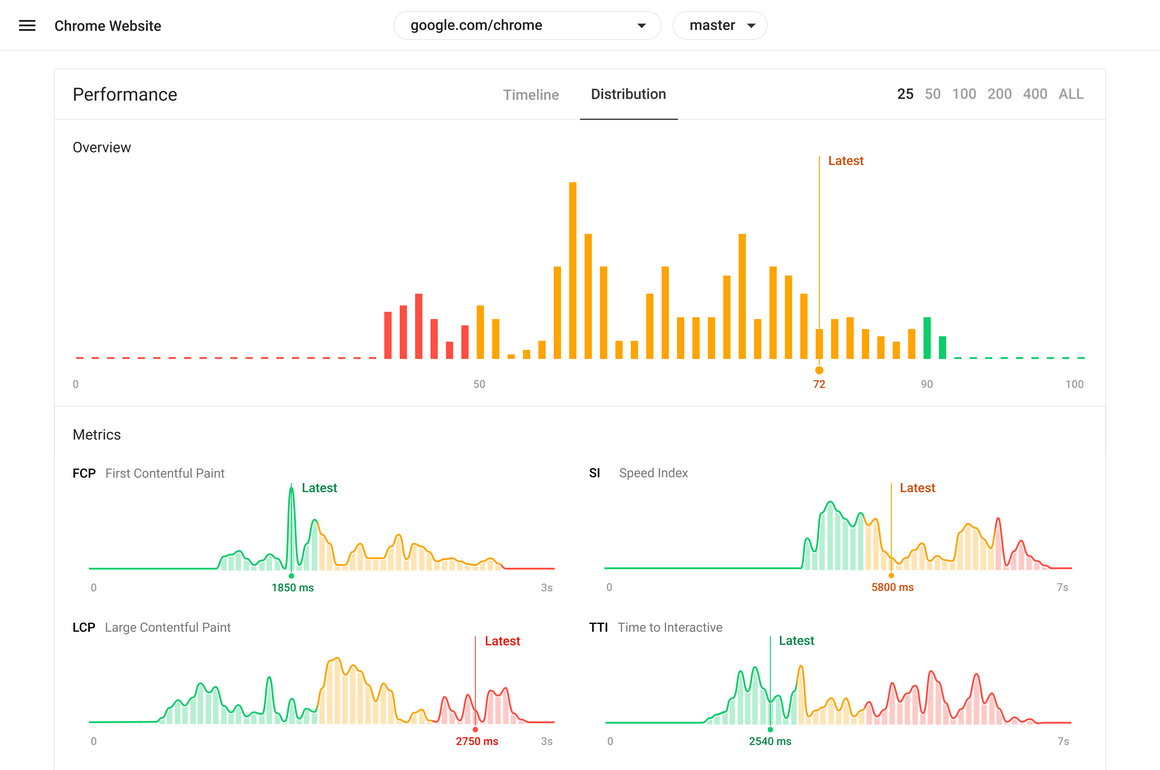 Chrome Website google.com/chrome master
Performance Timeline Distribution 25 50 100 200 400 ALL
Overview
Latest
0 50 72 90 100
Metrics
FCP First Contentful Paint
Latest
0 1850 ms 3s
SI Speed Index
Latest
0 5800 ms 7s
LCP Large Contentful Paint
Latest
0 2750 ms 3s
TTI Time to Interactive
Latest
0 2540 ms 7s